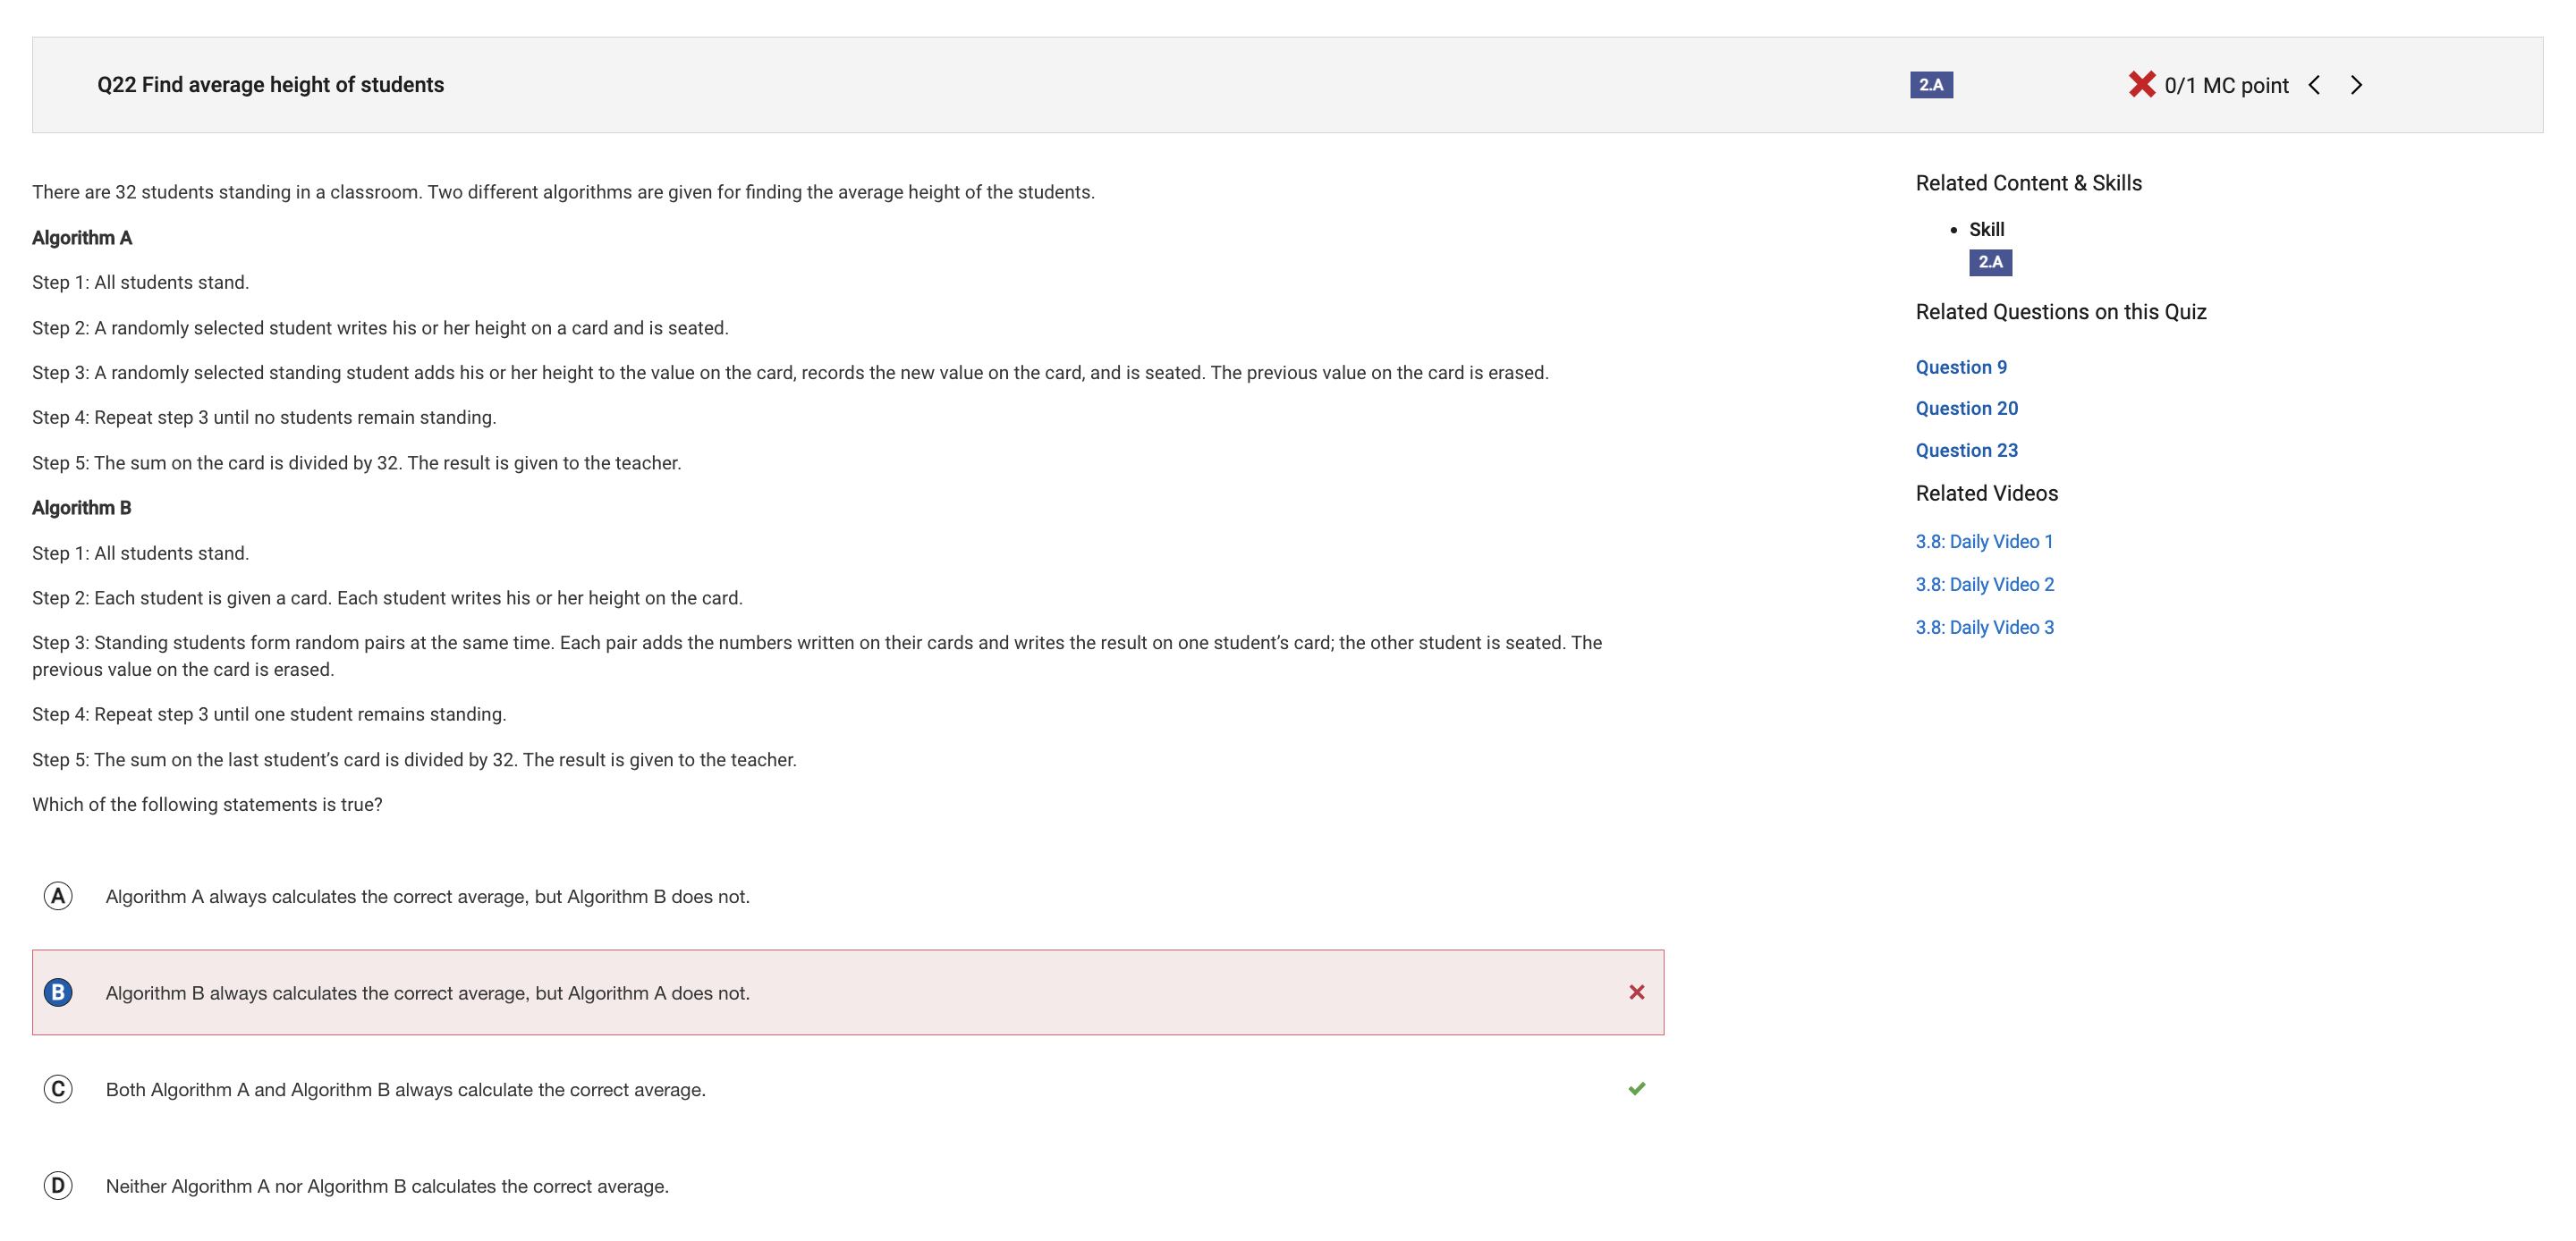 Q22 Find average height of students
2.A
0/1 MC point
There are 32 students standing in a classroom. Two different algorithms are given for finding the average height of the students.
Algorithm A
Step 1: All students stand.
Step 2: A randomly selected student writes his or her height on a card and is seated.
Step 3: A randomly selected standing student adds his or her height to the value on the card, records the new value on the card, and is seated. The previous value on the card is erased.
Step 4: Repeat step 3 until no students remain standing.
Step 5: The sum on the card is divided by 32. The result is given to the teacher.
Algorithm B
Step 1: All students stand.
Step 2: Each student is given a card. Each student writes his or her height on the card.
Step 3: Standing students form random pairs at the same time. Each pair adds the numbers written on their cards and writes the result on one student’s card; the other student is seated. The
previous value on the card is erased.
Step 4: Repeat step 3 until one student remains standing.
Step 5: The sum on the last student’s card is divided by 32. The result is given to the teacher.
Which of the following statements is true?
A Algorithm A always calculates the correct average, but Algorithm B does not.
B Algorithm B always calculates the correct average, but Algorithm A does not.
C Both Algorithm A and Algorithm B always calculate the correct average.
D Neither Algorithm A nor Algorithm B calculates the correct average.
Related Content & Skills
• Skill
2.A
Related Questions on this Quiz
Question 9
Question 20
Question 23
Related Videos
3.8: Daily Video 1
3.8: Daily Video 2
3.8: Daily Video 3